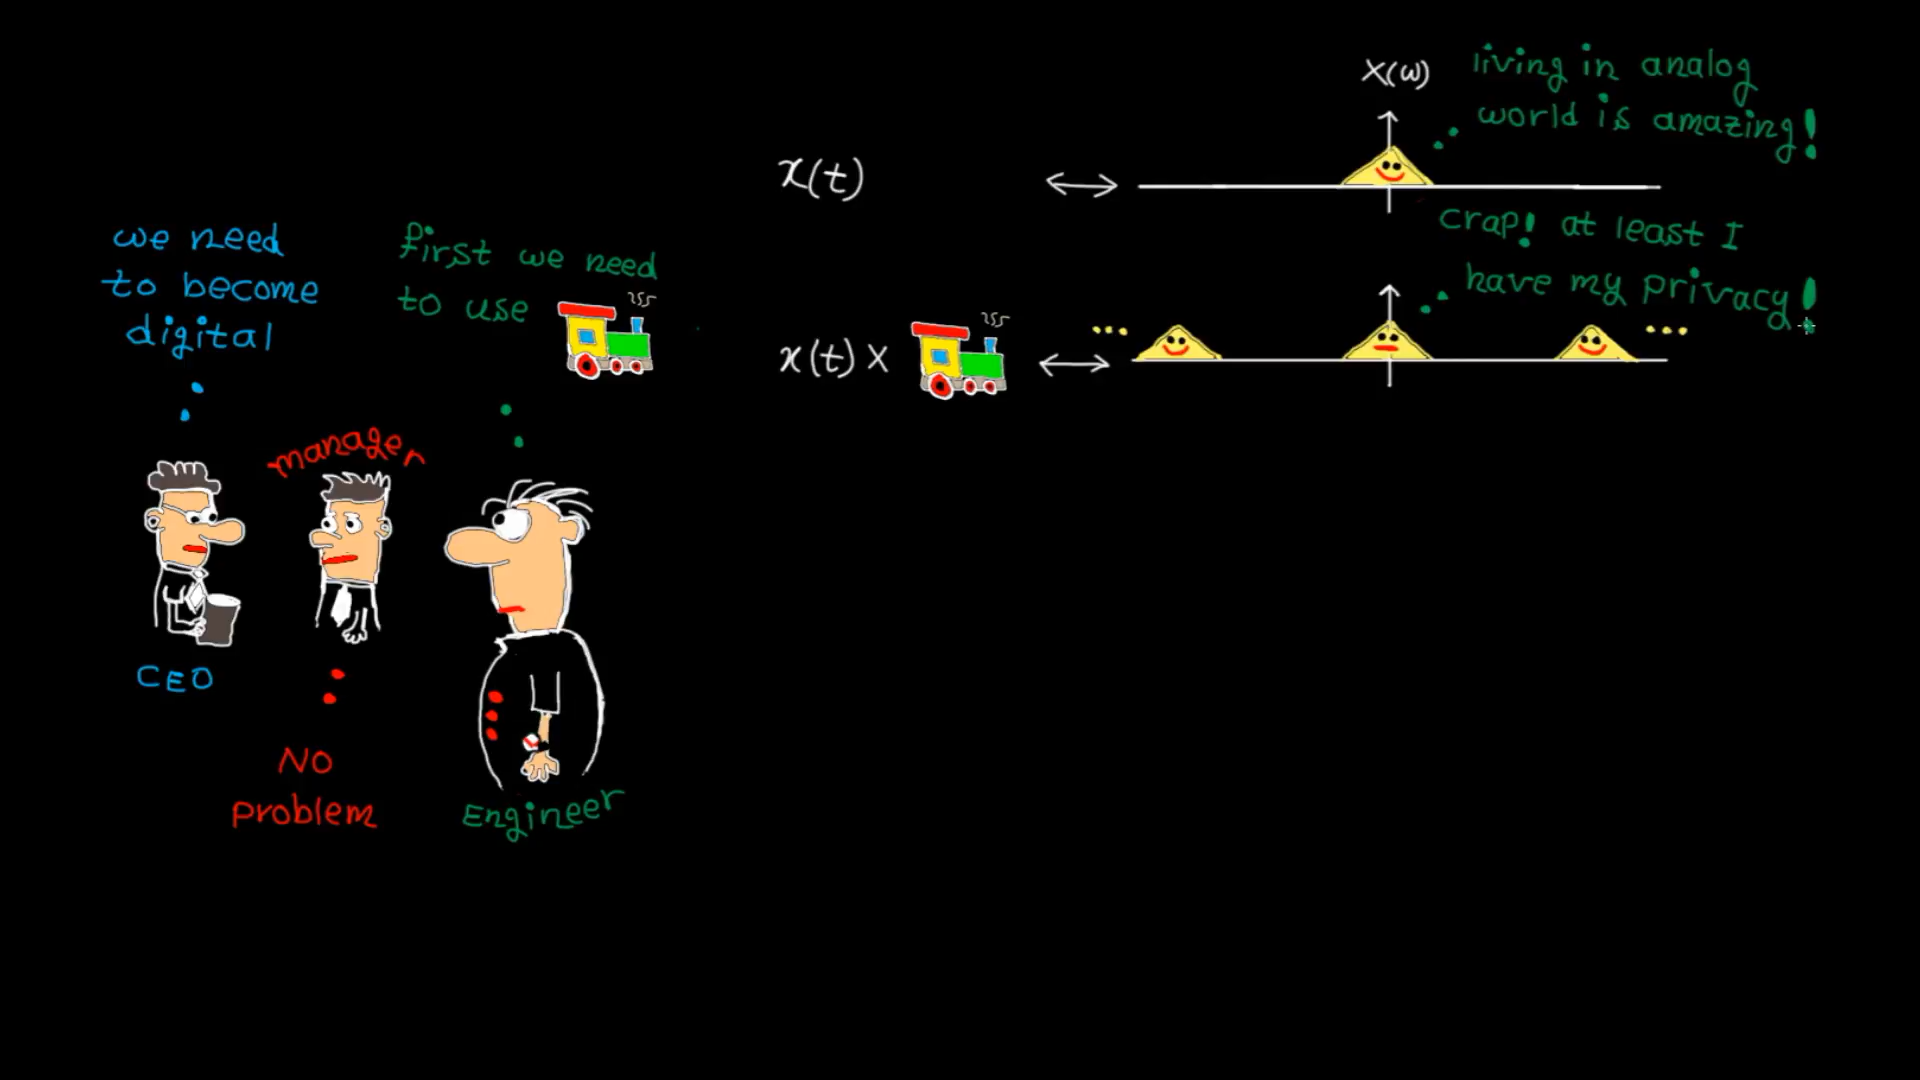 we need
to become
digital
first we need
to use
manager
CEO
NO
problem
Engineer
x(t)
X(ω)
living in analog
world is amazing!
x(t) X
crap! at least I
have my privacy!